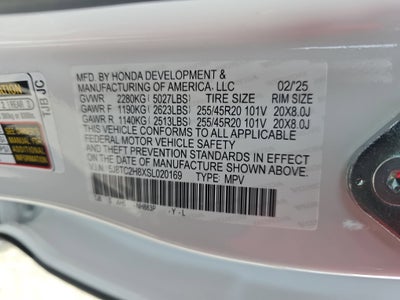 MFD. BY HONDA DEVELOPMENT &
MANUFACTURING OF AMERICA, LLC 02/'25
GVWR 2280KG (5027LBS) TIRE SIZE RIM SIZE
GAWR F 1190KG (2623LBS) 255/45R20 101V 20X8.0J
GAWR R 1140KG (2513LBS) 255/45R20 101V 20X8.0J
THIS VEHICLE CONFORMS TO ALL APPLICABLE
FEDERAL MOTOR VEHICLE SAFETY AND
THEFT PREVENTION STANDARDS IN EFFECT ON
THE DATE OF MANUFACTURE SHOWN ABOVE.
V.I.N: 5J8TC2H8XSL020169 TYPE: MPV
NH883P - Y - L
TJB JC